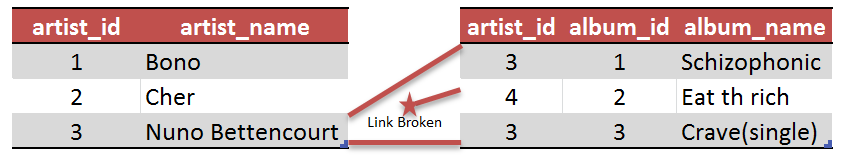 artist_id artist_name
1 Bono
2 Cher
3 Nuno Bettencourt
Link Broken
artist_id album_id album_name
3 1 Schizophonic
4 2 Eat th rich
3 3 Crave(single)